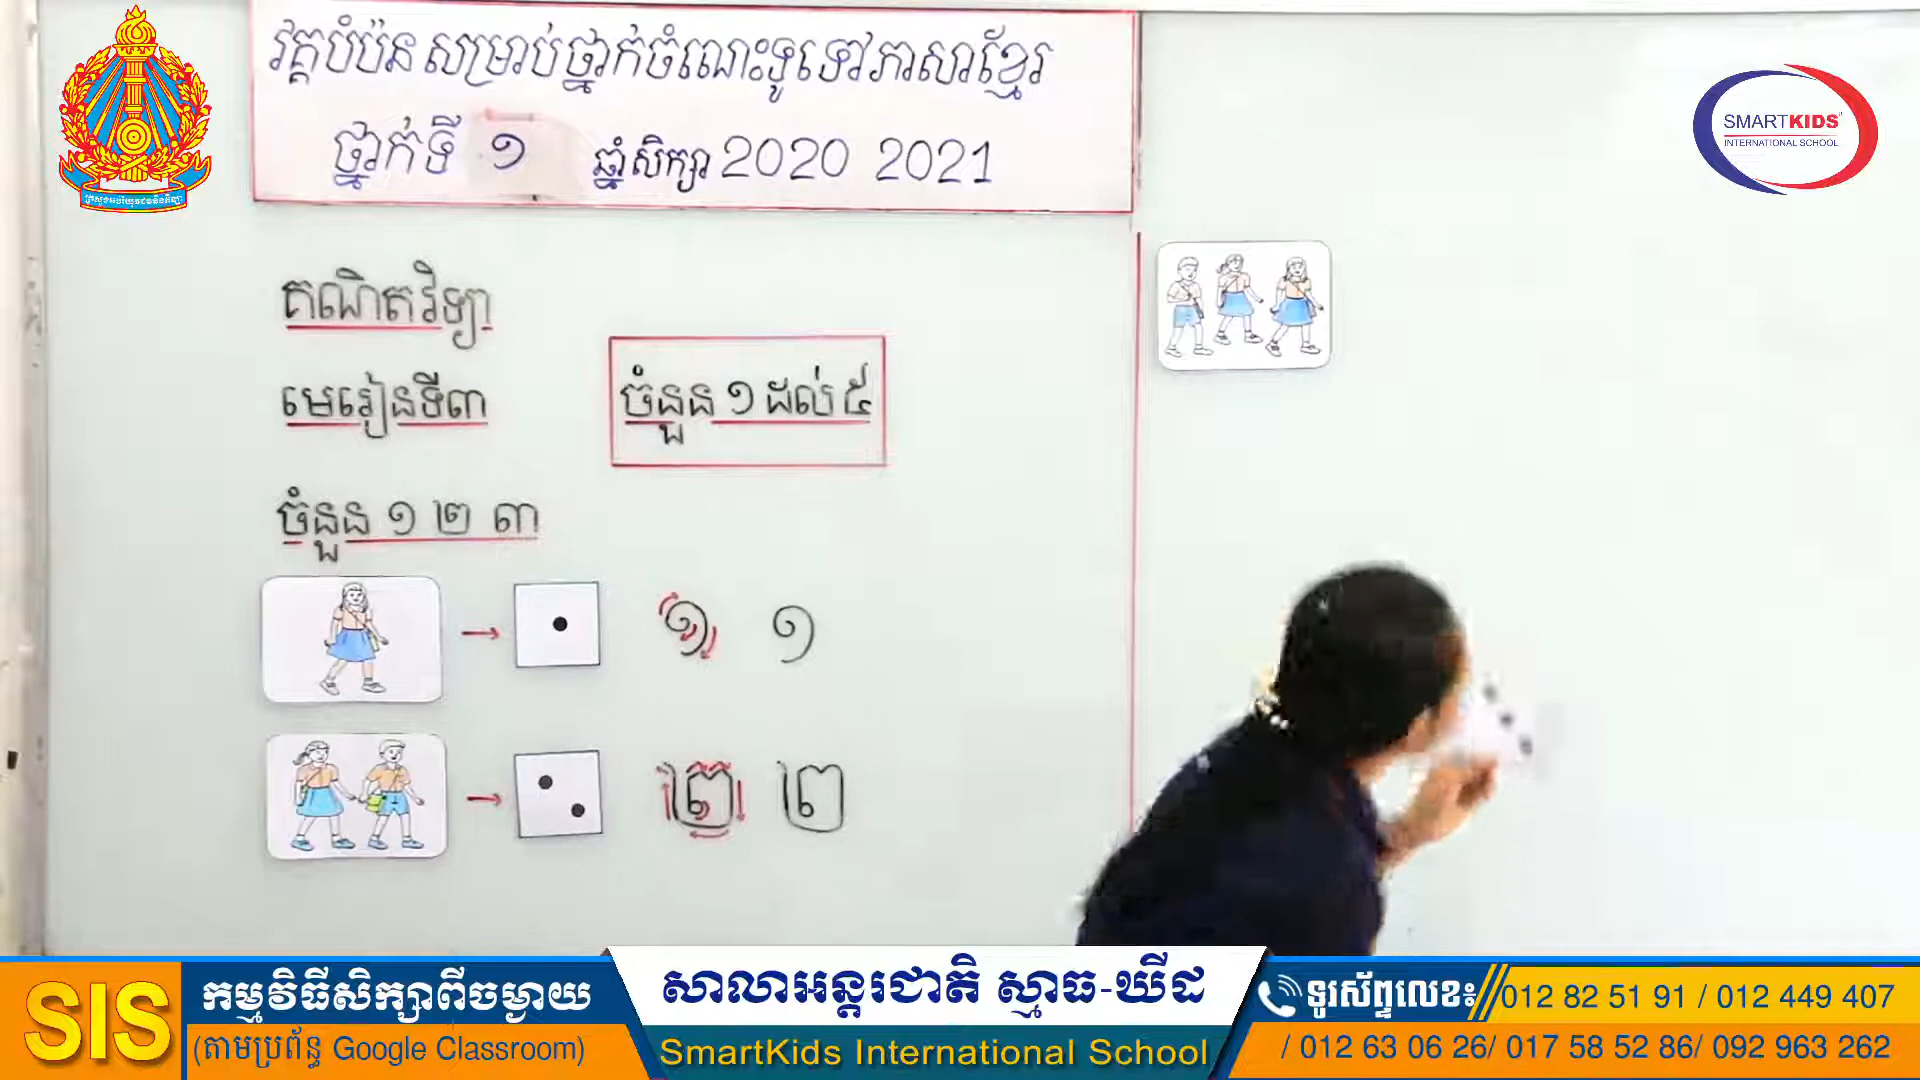 វគ្គបំប៉នសម្រាប់ថ្នាក់ចំណេះទូទៅភាសាខ្មែរ
ថ្នាក់ទី ១ ឆ្នាំសិក្សា 2020 2021
SMARTKIDS
INTERNATIONAL SCHOOL
គណិតវិទ្យា
មេរៀនទី៣
ចំនួន ១ ដល់ ៥
ចំនួន ១ ២ ៣
១ ១
២ ២
SIS
កម្មវិធីសិក្សាពីចម្ងាយ
(តាមប្រព័ន្ធ Google Classroom)
សាលាអន្តរជាតិ ស្មាធ-ឃីដ
SmartKids International School
ទូរស័ព្ទលេខ៖ 012 82 51 91 / 012 449 407
/ 012 63 06 26/ 017 58 52 86/ 092 963 262